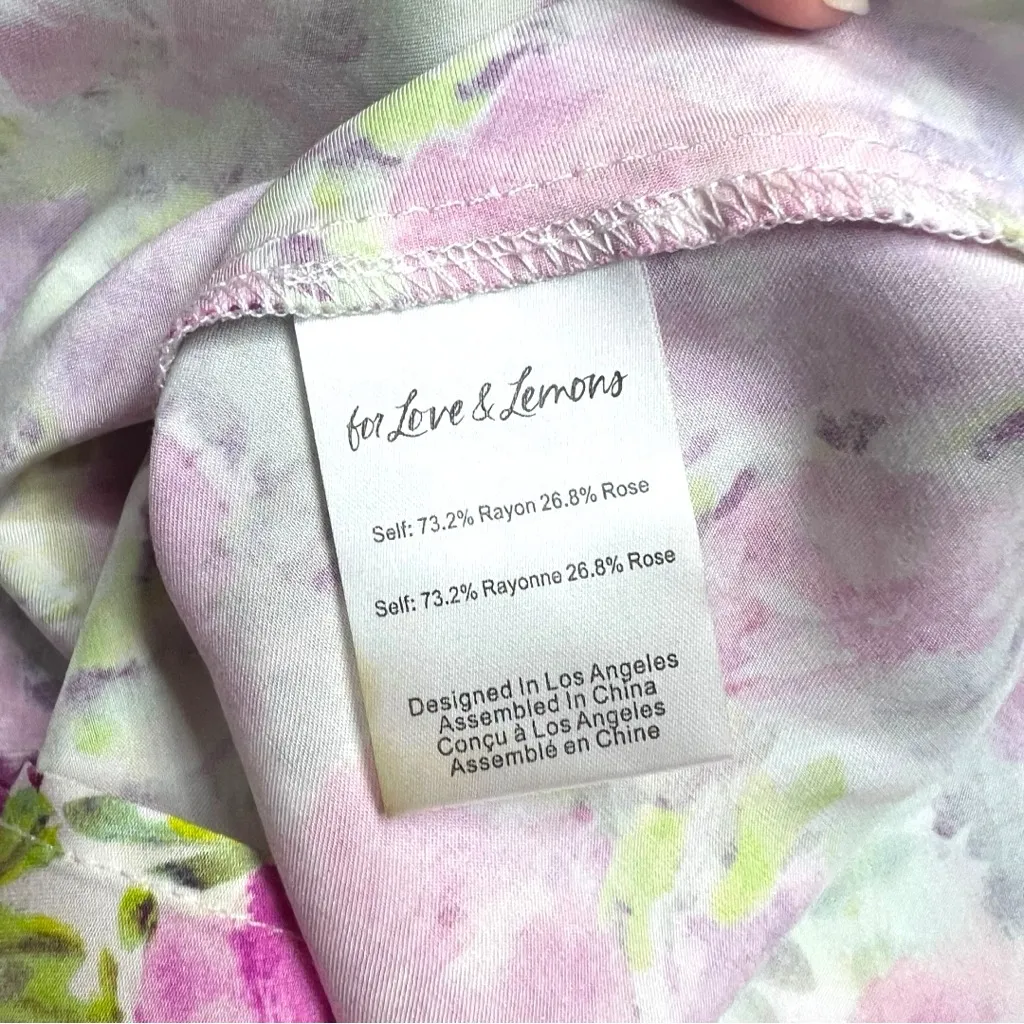 for Love & Lemons
Self: 73.2% Rayon 26.8% Rose
Self: 73.2% Rayonne 26.8% Rose
Designed In Los Angeles
Assembled In China
Conçu à Los Angeles
Assemblé en Chine